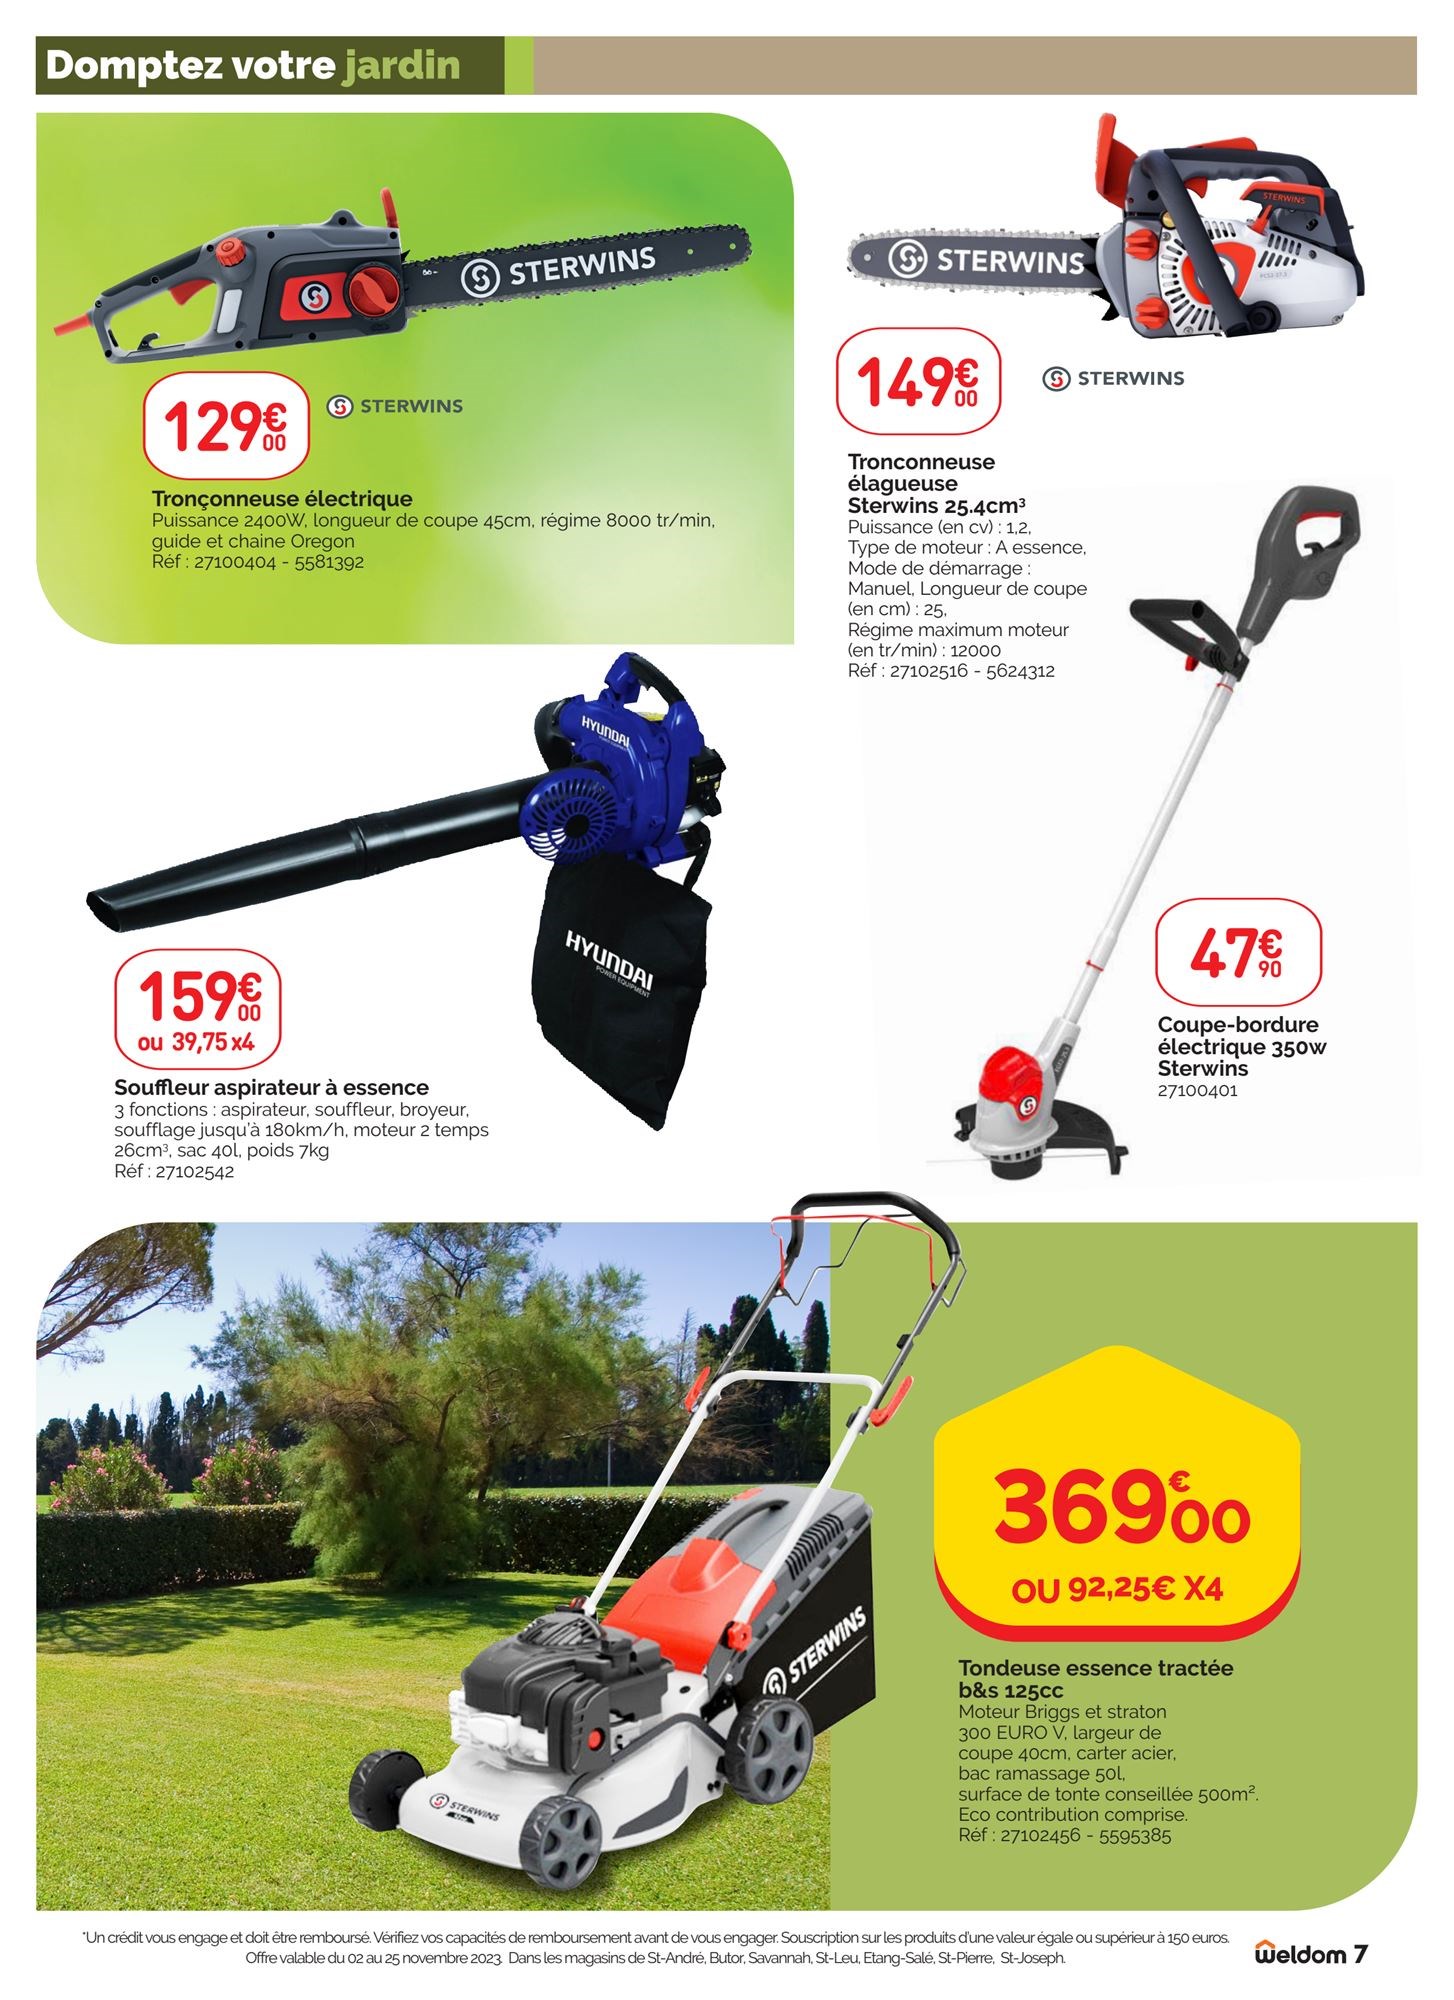 Domptez votre jardin
STERWINS
STERWINS
STERWINS
129€00
STERWINS
Tronçonneuse électrique
Puissance 2400W, longueur de coupe 45cm, régime 8000 tr/min,
guide et chaine Oregon
Réf : 27100404 - 5581392
149€00
STERWINS
Tronconneuse
élagueuse
Sterwins 25.4cm³
Puissance (en cv) : 1,2,
Type de moteur : A essence,
Mode de démarrage :
Manuel, Longueur de coupe
(en cm) : 25,
Régime maximum moteur
(en tr/min) : 12000
Réf : 27102516 - 5624312
HYUNDAI
POWER EQUIPMENT
HYUNDAI
POWER EQUIPMENT
159€00
ou 39,75 x4
Souffleur aspirateur à essence
3 fonctions : aspirateur, souffleur, broyeur,
soufflage jusqu'à 180km/h, moteur 2 temps
26cm³, sac 40l, poids 7kg
Réf : 27102542
47€90
Coupe-bordure
électrique 350w
Sterwins
27100401
STERWINS
STERWINS
369€00
OU 92,25€ X4
Tondeuse essence tractée
b&s 125cc
Moteur Briggs et straton
300 EURO V, largeur de
coupe 40cm, carter acier,
bac ramassage 50l,
surface de tonte conseillée 500m².
Eco contribution comprise.
Réf : 27102456 - 5595385
*Un crédit vous engage et doit être remboursé. Vérifiez vos capacités de remboursement avant de vous engager. Souscription sur les produits d'une valeur égale ou supérieur à 150 euros.
Offre valable du 02 au 25 novembre 2023. Dans les magasins de St-André, Butor, Savannah, St-Leu, Etang-Salé, St-Pierre, St-Joseph.
weldom 7